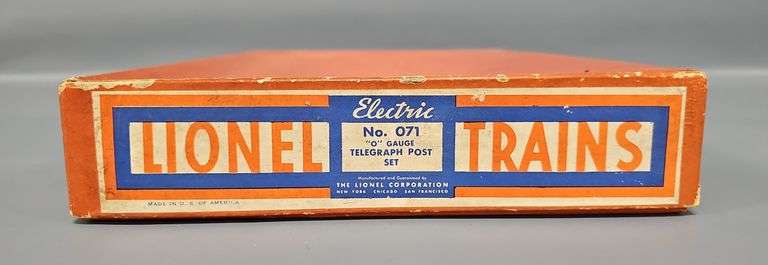 LIONEL Electric TRAINS
No. 071
"O" GAUGE
TELEGRAPH POST
SET
Manufactured and Guaranteed by
THE LIONEL CORPORATION
NEW YORK CHICAGO SAN FRANCISCO
MADE IN U. S. OF AMERICA